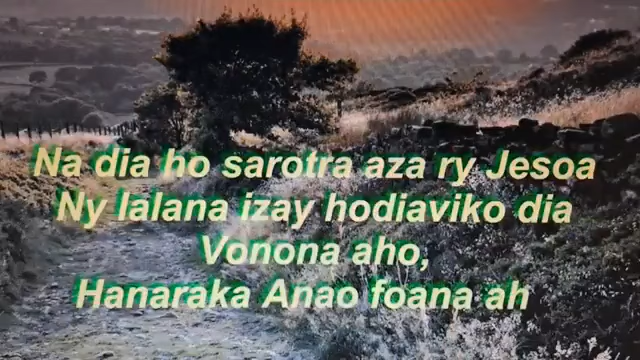 Na dia ho sarotra aza ry Jesoa
Ny lalana izay hodiaviko dia
Vonona aho,
Hanaraka Anao foana ah